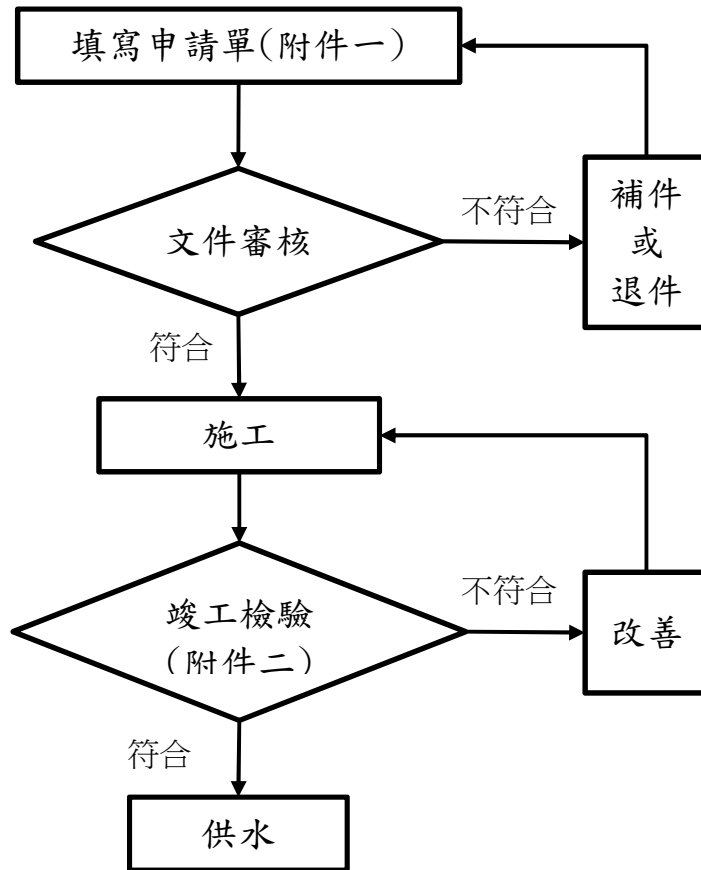 填寫申請單(附件一)
文件審核
不符合
補件
或
退件
符合
施工
竣工檢驗
(附件二)
不符合
改善
符合
供水